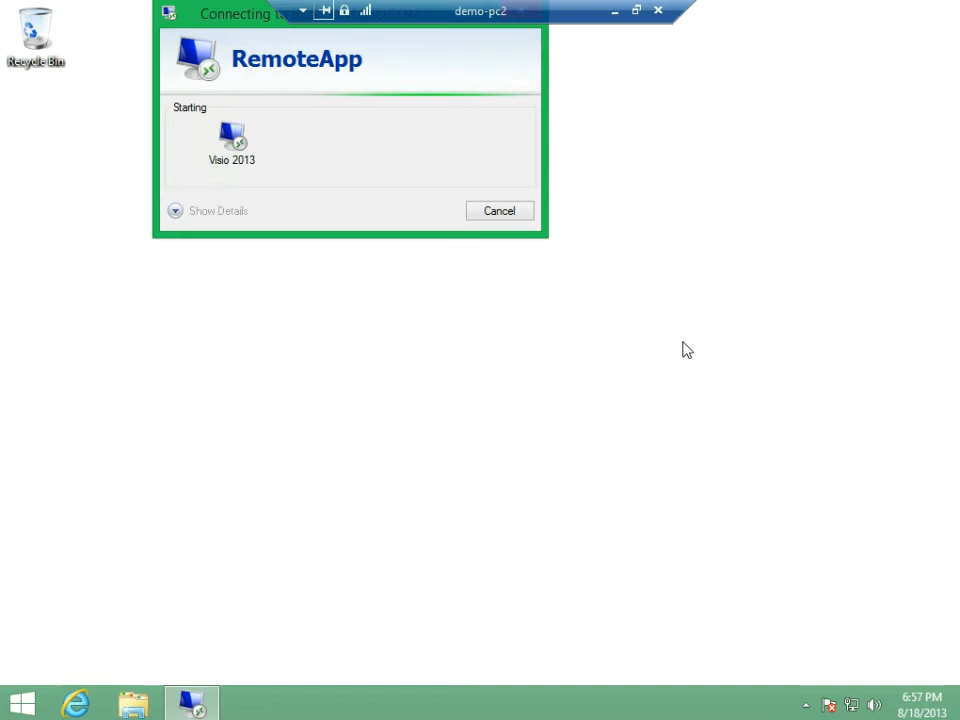 Connecting
demo-pc2
Recycle Bin
RemoteApp
Starting
Visio 2013
Show Details
Cancel
6:57 PM
8/18/2013